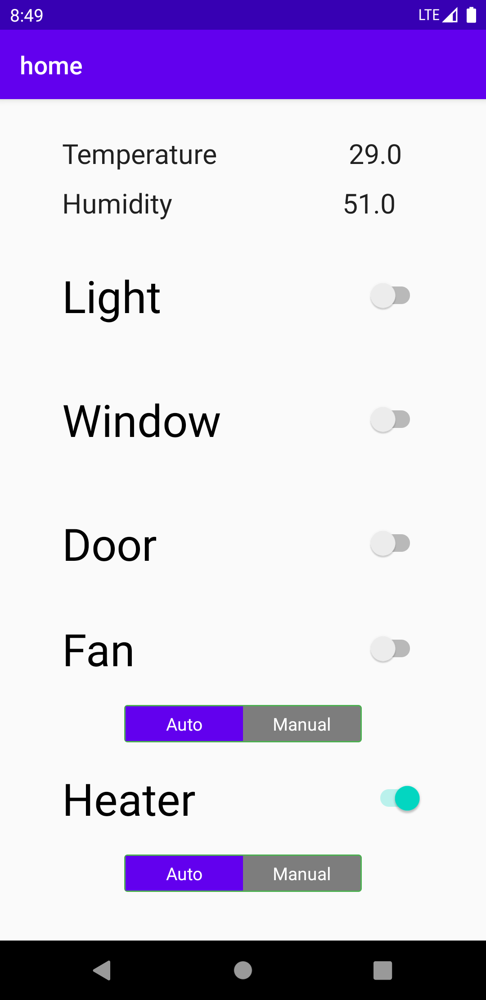 8:49 LTE
home
Temperature 29.0
Humidity 51.0
Light
Window
Door
Fan
Auto Manual
Heater
Auto Manual